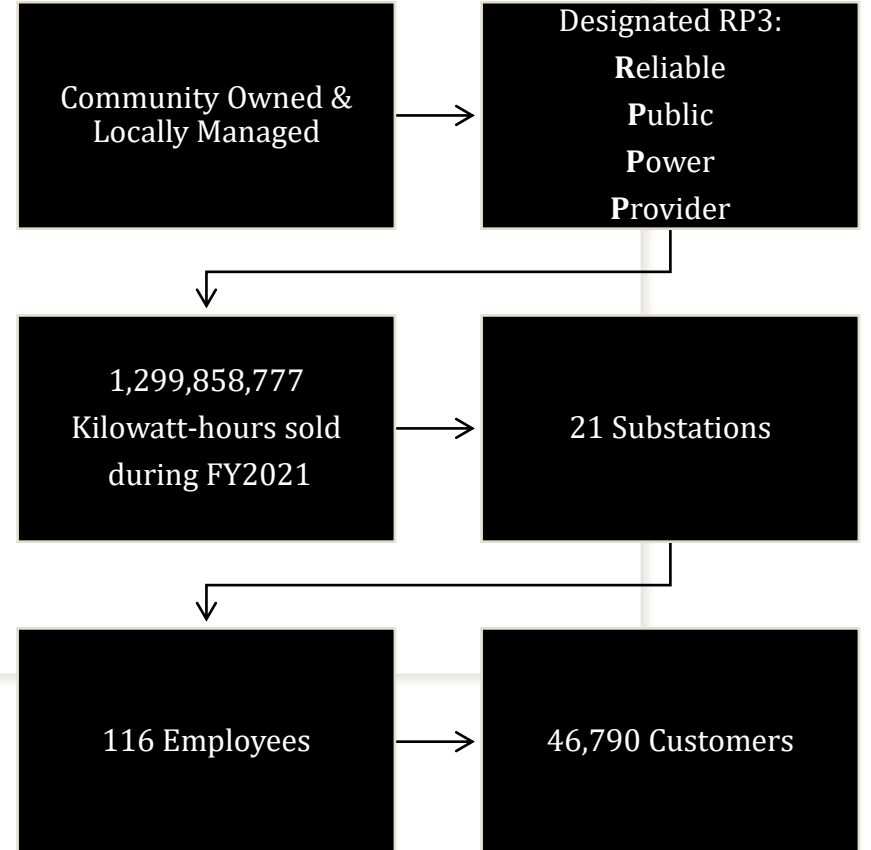 Community Owned &
Locally Managed
Designated RP3:
Reliable
Public
Power
Provider
1,299,858,777
Kilowatt-hours sold
during FY2021
21 Substations
116 Employees
46,790 Customers